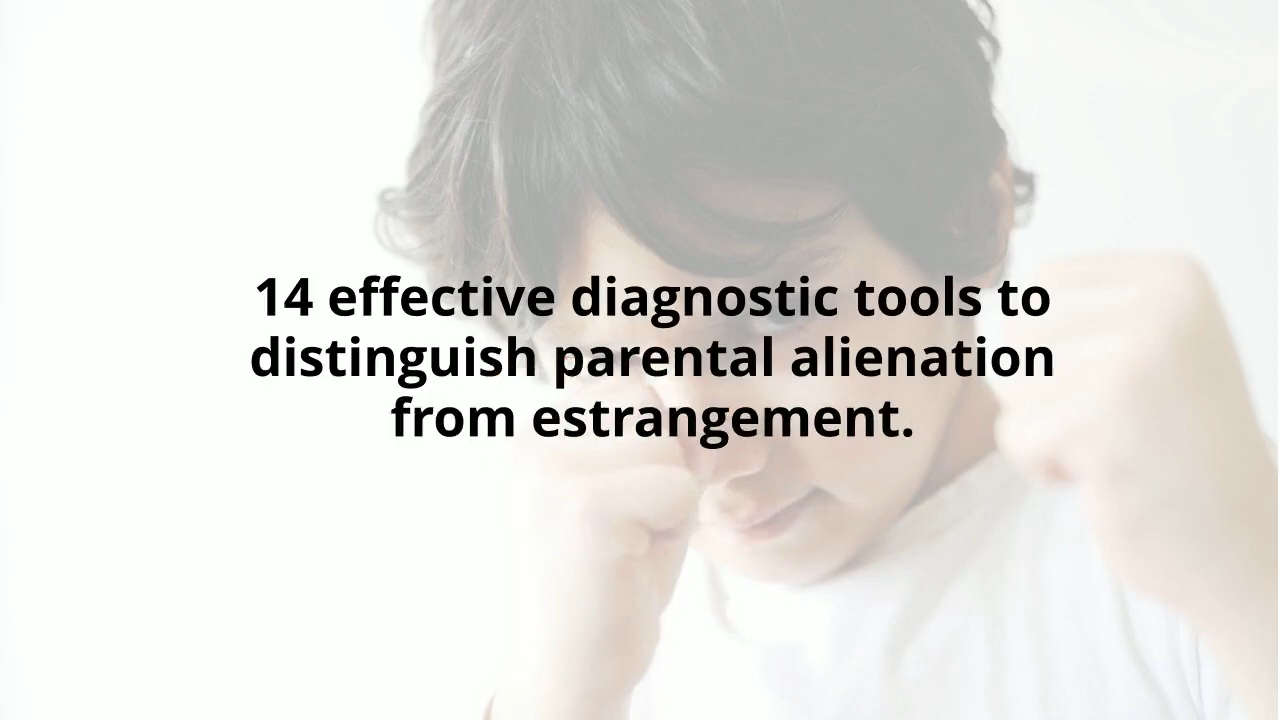 14 effective diagnostic tools to
distinguish parental alienation
from estrangement.